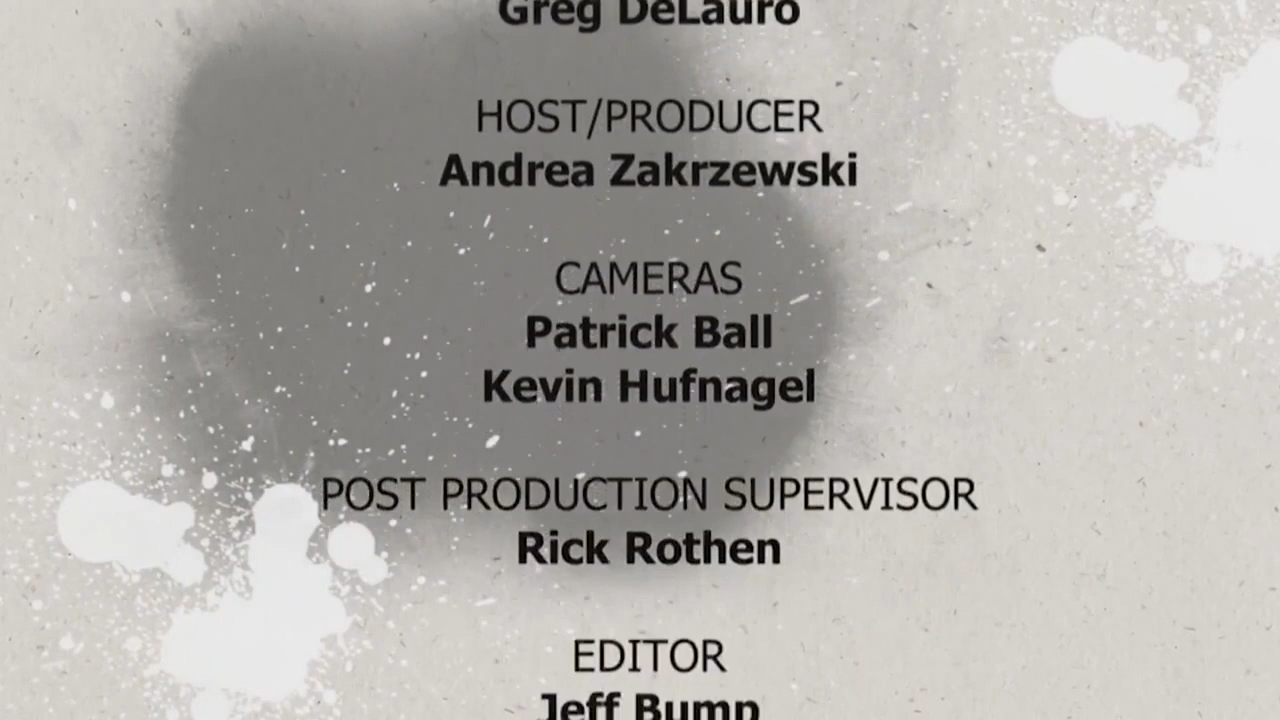 Greg DeLauro
HOST/PRODUCER
Andrea Zakrzewski
CAMERAS
Patrick Ball
Kevin Hufnagel
POST PRODUCTION SUPERVISOR
Rick Rothen
EDITOR
Jeff Bump